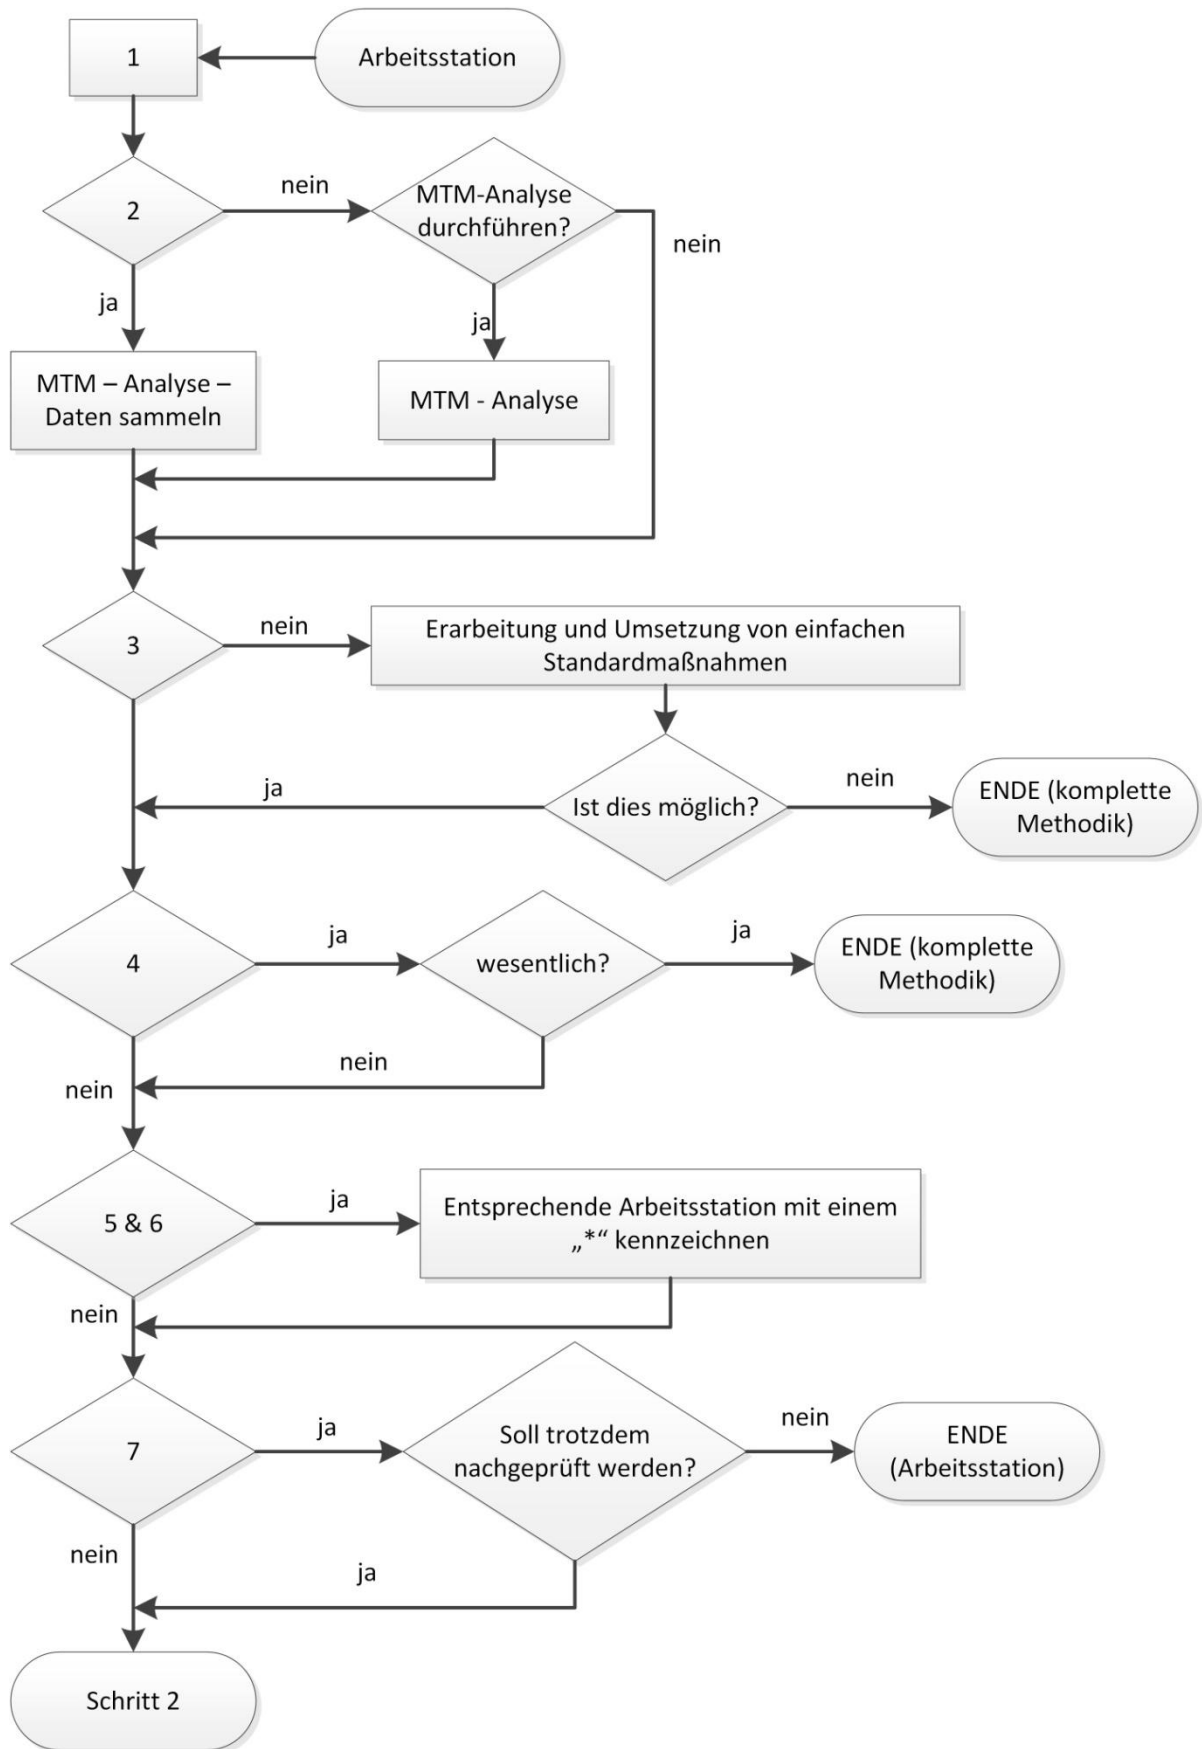 1
Arbeitsstation
2
nein
MTM-Analyse
durchführen?
nein
ja
ja
MTM – Analyse –
Daten sammeln
MTM - Analyse
3
nein
Erarbeitung und Umsetzung von einfachen
Standardmaßnahmen
ja
Ist dies möglich?
nein
ENDE (komplette
Methodik)
4
ja
wesentlich?
ja
ENDE (komplette
Methodik)
nein
nein
5 & 6
ja
Entsprechende Arbeitsstation mit einem
„*“ kennzeichnen
nein
7
ja
Soll trotzdem
nachgeprüft werden?
nein
ENDE
(Arbeitsstation)
nein
ja
Schritt 2